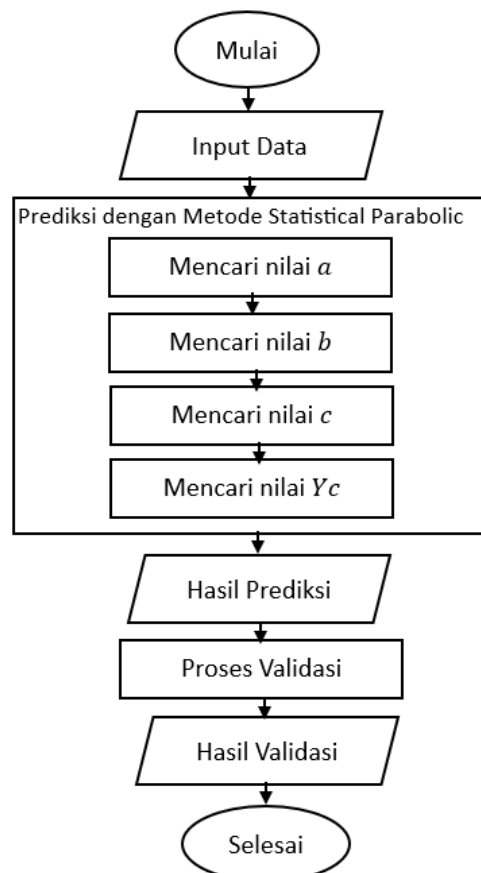 Mulai
Input Data
Prediksi dengan Metode Statistical Parabolic
Mencari nilai a
Mencari nilai b
Mencari nilai c
Mencari nilai Yc
Hasil Prediksi
Proses Validasi
Hasil Validasi
Selesai